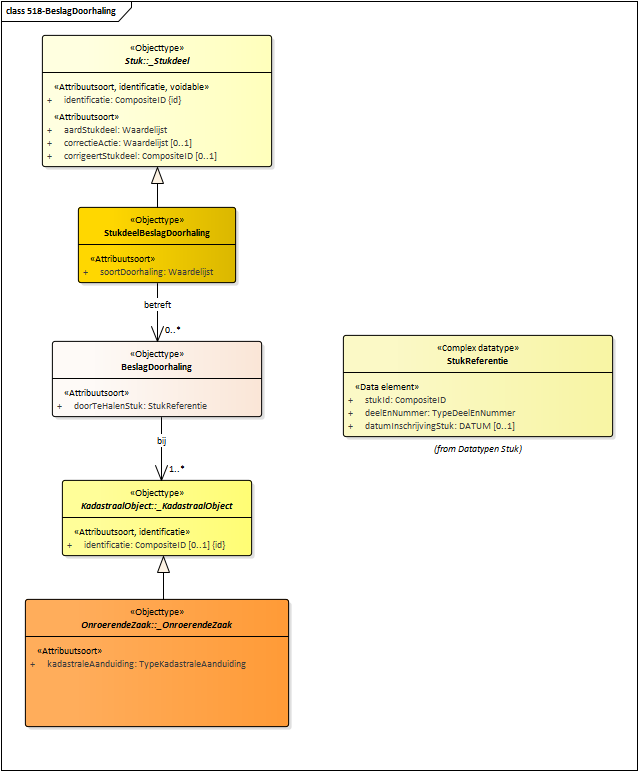 class 518-BeslagDoorhaling
«Objecttype»
Stuk::_Stukdeel
«Attribuutsoort, identificatie, voidable»
+ identificatie: CompositeID {id}
«Attribuutsoort»
+ aardStukdeel: Waardelijst
+ correctieActie: Waardelijst [0..1]
+ corrigeertStukdeel: CompositeID [0..1]
«Objecttype»
StukdeelBeslagDoorhaling
«Attribuutsoort»
+ soortDoorhaling: Waardelijst
betreft
0..*
«Objecttype»
BeslagDoorhaling
«Attribuutsoort»
+ doorTeHalenStuk: StukReferentie
«Complex datatype»
StukReferentie
«Data element»
+ stukId: CompositeID
+ deelEnNummer: TypeDeelEnNummer
+ datumInschrijvingStuk: DATUM [0..1]
(from Datatypen Stuk)
bij
1..*
«Objecttype»
KadastraalObject::_KadastraalObject
«Attribuutsoort, identificatie»
+ identificatie: CompositeID [0..1] {id}
«Objecttype»
OnroerendeZaak::_OnroerendeZaak
«Attribuutsoort»
+ kadastraleAanduiding: TypeKadastraleAanduiding